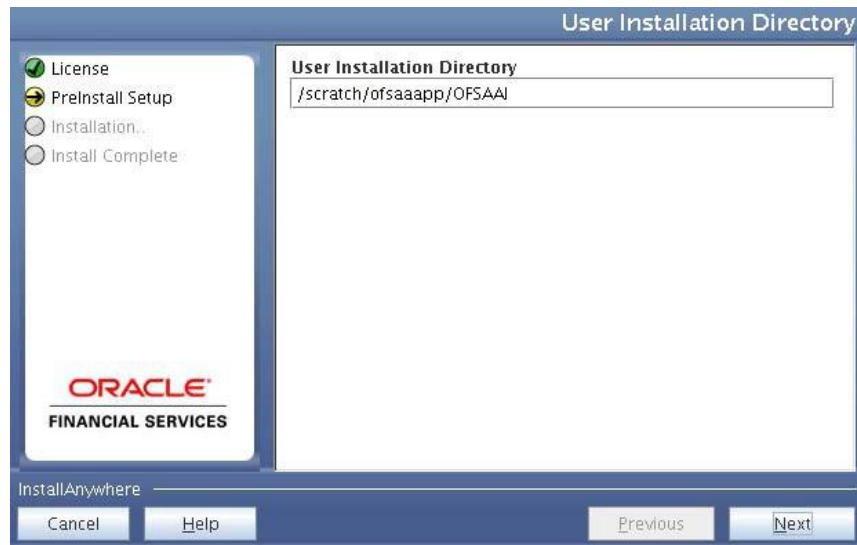 User Installation Directory
License
PreInstall Setup
Installation..
Install Complete
User Installation Directory
/scratch/ofsaaapp/OFSAAI
ORACLE
FINANCIAL SERVICES
InstallAnywhere
Cancel
Help
Previous
Next